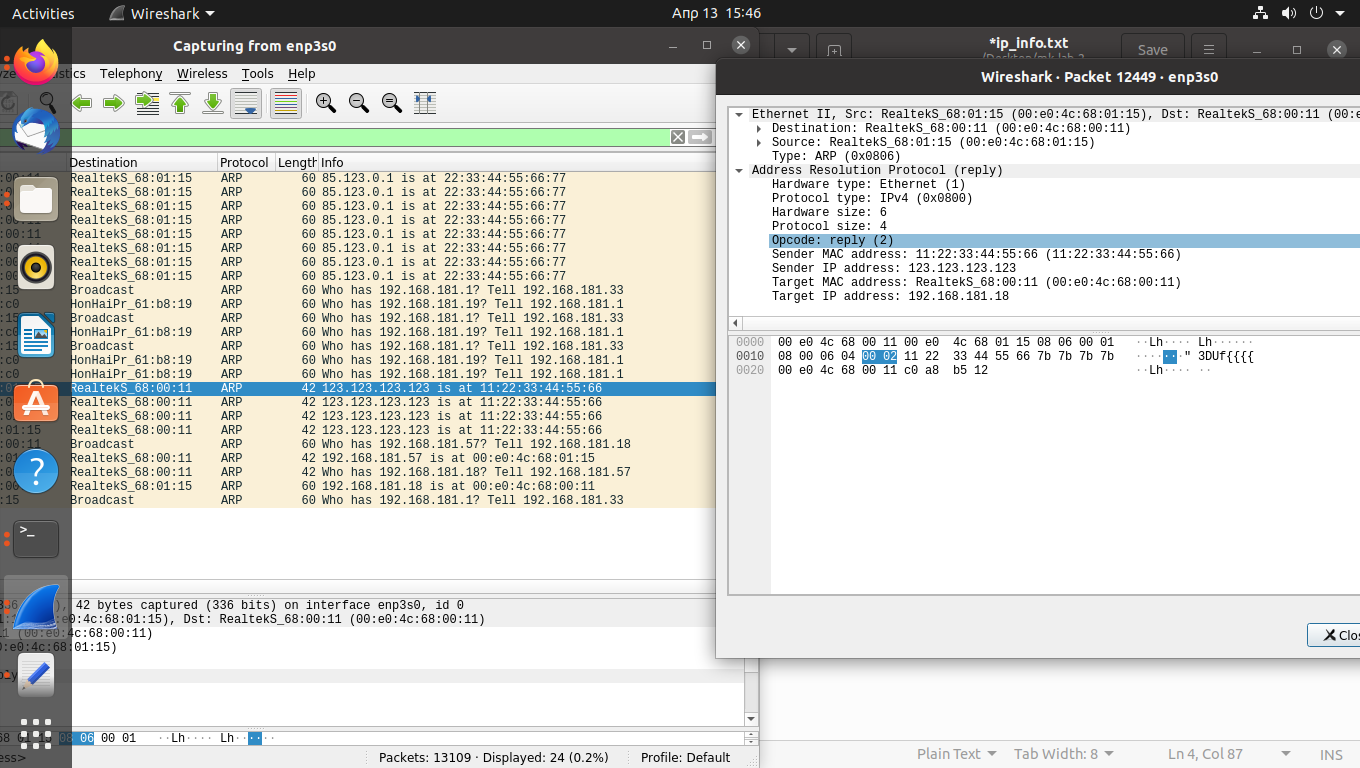 Activities
Wireshark
Апр 13 15:46
Capturing from enp3s0
Telephony Wireless Tools Help
Destination Protocol Length Info
RealtekS_68:01:15 ARP 60 85.123.0.1 is at 22:33:44:55:66:77
RealtekS_68:01:15 ARP 60 85.123.0.1 is at 22:33:44:55:66:77
RealtekS_68:01:15 ARP 60 85.123.0.1 is at 22:33:44:55:66:77
RealtekS_68:01:15 ARP 60 85.123.0.1 is at 22:33:44:55:66:77
RealtekS_68:01:15 ARP 60 85.123.0.1 is at 22:33:44:55:66:77
RealtekS_68:01:15 ARP 60 85.123.0.1 is at 22:33:44:55:66:77
RealtekS_68:01:15 ARP 60 85.123.0.1 is at 22:33:44:55:66:77
RealtekS_68:01:15 ARP 60 85.123.0.1 is at 22:33:44:55:66:77
Broadcast ARP 60 Who has 192.168.181.1? Tell 192.168.181.33
HonHaiPr_61:b8:19 ARP 60 Who has 192.168.181.19? Tell 192.168.181.1
Broadcast ARP 60 Who has 192.168.181.1? Tell 192.168.181.33
HonHaiPr_61:b8:19 ARP 60 Who has 192.168.181.19? Tell 192.168.181.1
Broadcast ARP 60 Who has 192.168.181.1? Tell 192.168.181.33
HonHaiPr_61:b8:19 ARP 60 Who has 192.168.181.19? Tell 192.168.181.1
HonHaiPr_61:b8:19 ARP 60 Who has 192.168.181.19? Tell 192.168.181.1
RealtekS_68:00:11 ARP 42 123.123.123.123 is at 11:22:33:44:55:66
RealtekS_68:00:11 ARP 42 123.123.123.123 is at 11:22:33:44:55:66
RealtekS_68:00:11 ARP 42 123.123.123.123 is at 11:22:33:44:55:66
RealtekS_68:00:11 ARP 42 123.123.123.123 is at 11:22:33:44:55:66
Broadcast ARP 60 Who has 192.168.181.57? Tell 192.168.181.18
RealtekS_68:00:11 ARP 42 192.168.181.57 is at 00:e0:4c:68:01:15
RealtekS_68:00:11 ARP 42 Who has 192.168.181.18? Tell 192.168.181.57
RealtekS_68:01:15 ARP 60 192.168.181.18 is at 00:e0:4c:68:00:11
Broadcast ARP 60 Who has 192.168.181.1? Tell 192.168.181.33
), 42 bytes captured (336 bits) on interface enp3s0, id 0
e0:4c:68:01:15), Dst: RealtekS_68:00:11 (00:e0:4c:68:00:11)
(00:e0:4c:68:00:11)
:e0:4c:68:01:15)
08 06 00 01 ··Lh···· Lh····
Packets: 13109 · Displayed: 24 (0.2%) Profile: Default
*ip_info.txt
Save
Wireshark · Packet 12449 · enp3s0
Ethernet II, Src: RealtekS_68:01:15 (00:e0:4c:68:01:15), Dst: RealtekS_68:00:11 (00:e
Destination: RealtekS_68:00:11 (00:e0:4c:68:00:11)
Source: RealtekS_68:01:15 (00:e0:4c:68:01:15)
Type: ARP (0x0806)
Address Resolution Protocol (reply)
Hardware type: Ethernet (1)
Protocol type: IPv4 (0x0800)
Hardware size: 6
Protocol size: 4
Opcode: reply (2)
Sender MAC address: 11:22:33:44:55:66 (11:22:33:44:55:66)
Sender IP address: 123.123.123.123
Target MAC address: RealtekS_68:00:11 (00:e0:4c:68:00:11)
Target IP address: 192.168.181.18
0000 00 e0 4c 68 00 11 00 e0 4c 68 01 15 08 06 00 01 ··Lh···· Lh······
0010 08 00 06 04 00 02 11 22 33 44 55 66 7b 7b 7b 7b ·······" 3DUf{{{{
0020 00 e0 4c 68 00 11 c0 a8 b5 12 ··Lh···· ··
Clos
Plain Text Tab Width: 8 Ln 4, Col 87 INS